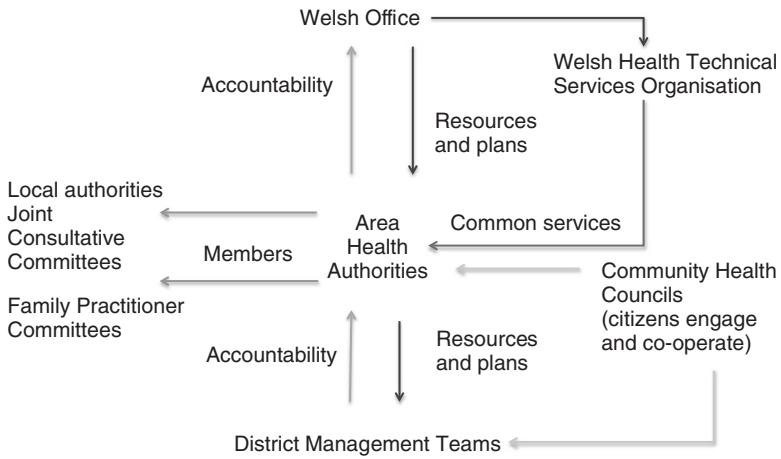 Welsh Office
Welsh Health Technical
Services Organisation
Accountability
Resources
and plans
Local authorities
Joint
Consultative
Committees
Members
Family Practitioner
Committees
Area
Health
Authorities
Common services
Community Health
Councils
(citizens engage
and co-operate)
Accountability
Resources
and plans
District Management Teams